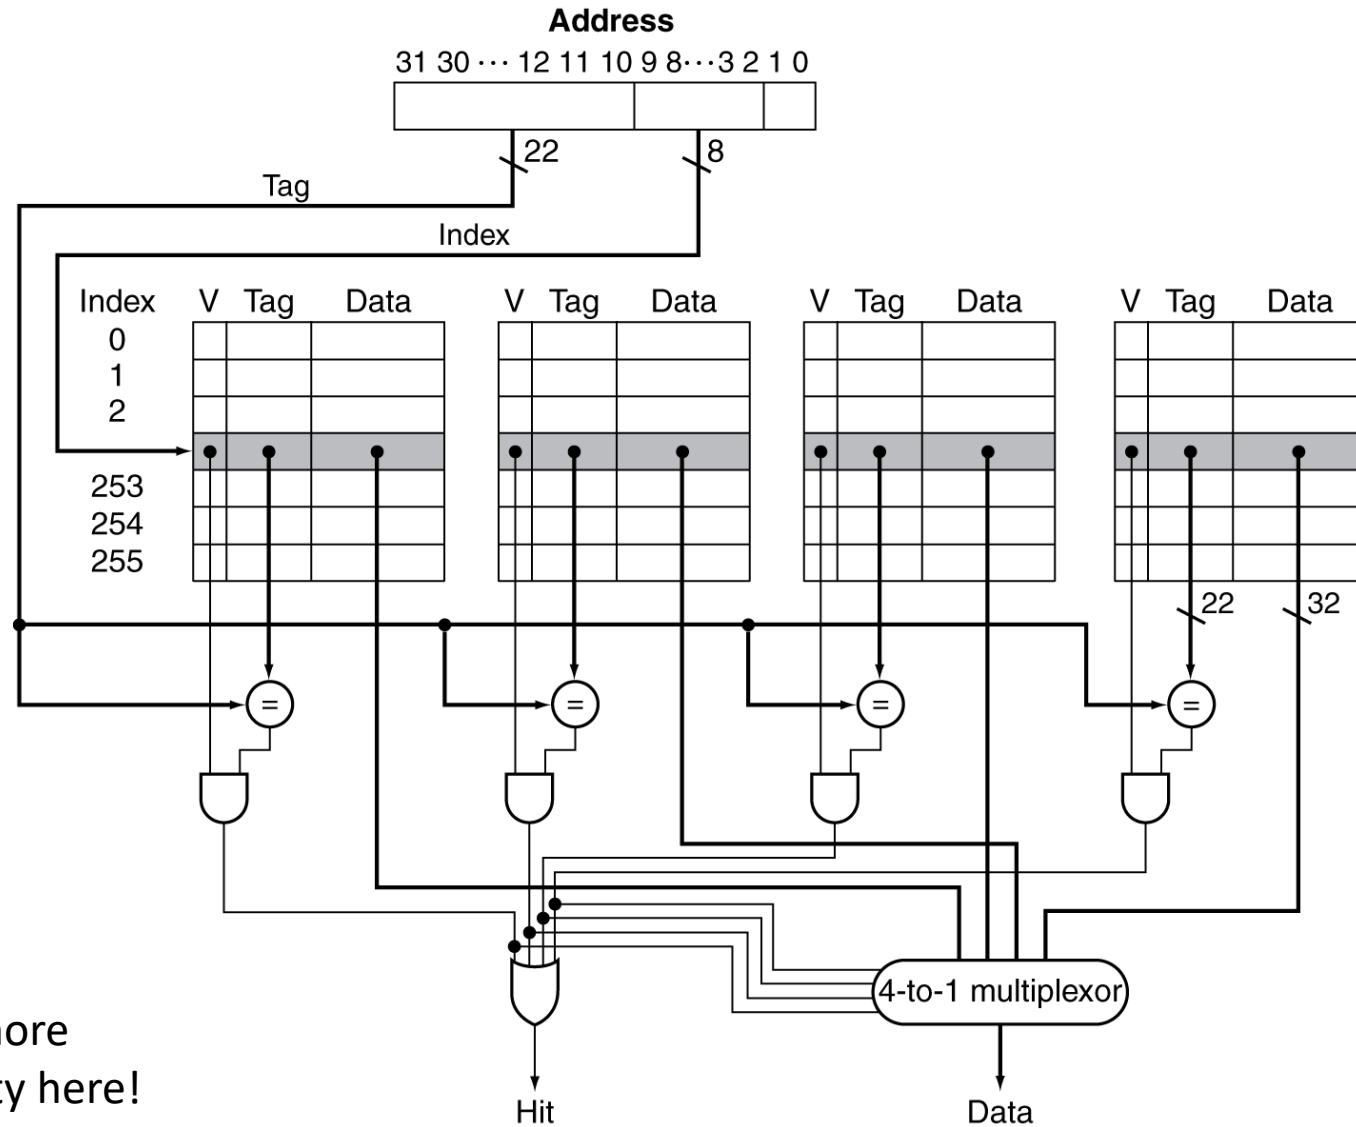 Address
31 30 ··· 12 11 10 9 8···3 2 1 0
22
8
Tag
Index
Index V Tag Data V Tag Data V Tag Data V Tag Data
0
1
2
253
254
255
22
32
= = = =
4-to-1 multiplexor
ty here!
Hit
Data